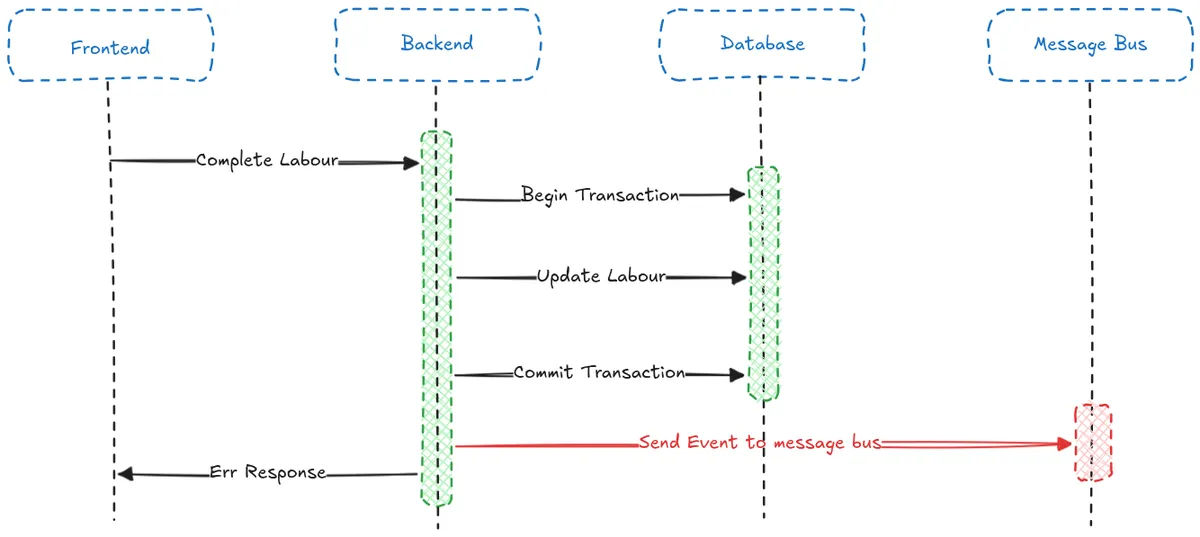 Frontend
Backend
Database
Message Bus
Complete Labour
Begin Transaction
Update Labour
Commit Transaction
Send Event to message bus
Err Response